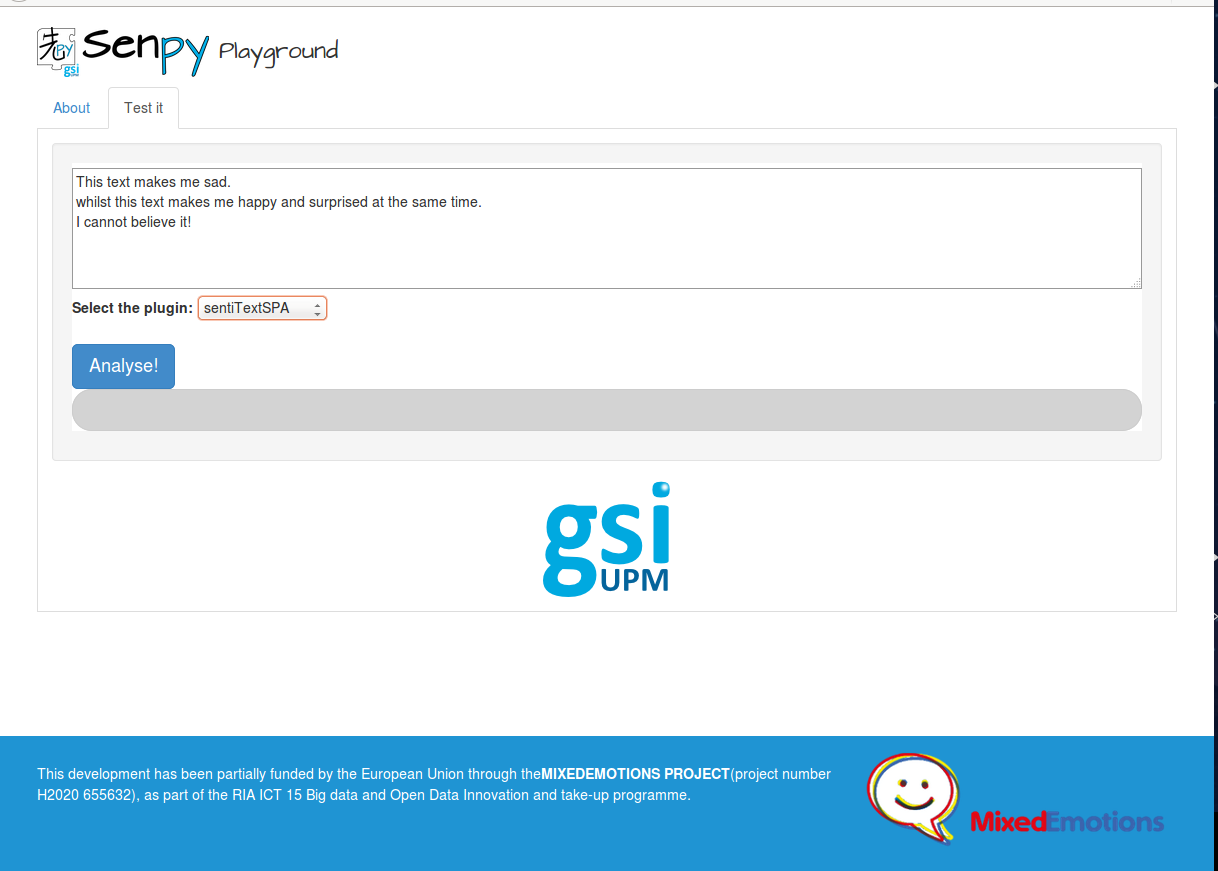 先 py gsi Senpy Playground
About Test it
This text makes me sad.
whilst this text makes me happy and surprised at the same time.
I cannot believe it!
Select the plugin: sentiTextSPA
Analyse!
gsi
UPM
This development has been partially funded by the European Union through theMIXEDEMOTIONS PROJECT(project number
H2020 655632), as part of the RIA ICT 15 Big data and Open Data Innovation and take-up programme.
MixedEmotions